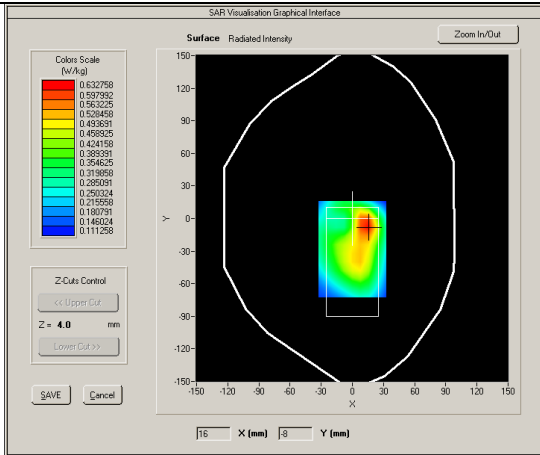 SAR Visualisation Graphical Interface
Surface Radiated Intensity
Zoom In/Out
Colors Scale
(W/kg)
0.632758
0.597992
0.563225
0.528458
0.493691
0.458925
0.424158
0.389391
0.354625
0.319858
0.285091
0.250324
0.215558
0.180791
0.146024
0.111258
Z-Cuts Control
<< Upper Cut
Z = 4.0 mm
Lower Cut >>
SAVE Cancel
150
120
90
60
30
Y 0
-30
-60
-90
-120
-150
-150 -120 -90 -60 -30 0 30 60 90 120 150
X
16 X (mm) -8 Y (mm)